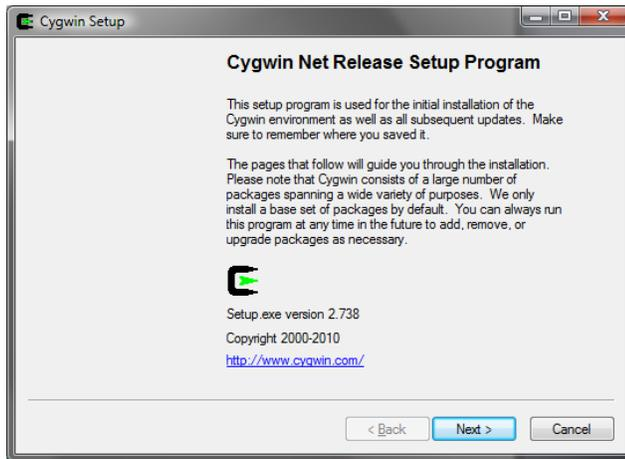 Cygwin Setup
Cygwin Net Release Setup Program
This setup program is used for the initial installation of the
Cygwin environment as well as all subsequent updates.  Make
sure to remember where you saved it.
The pages that follow will guide you through the installation.
Please note that Cygwin consists of a large number of
packages spanning a wide variety of purposes.  We only
install a base set of packages by default.  You can always run
this program at any time in the future to add, remove, or
upgrade packages as necessary.
Setup.exe version 2.738
Copyright 2000-2010
http://www.cygwin.com/
< Back
Next >
Cancel